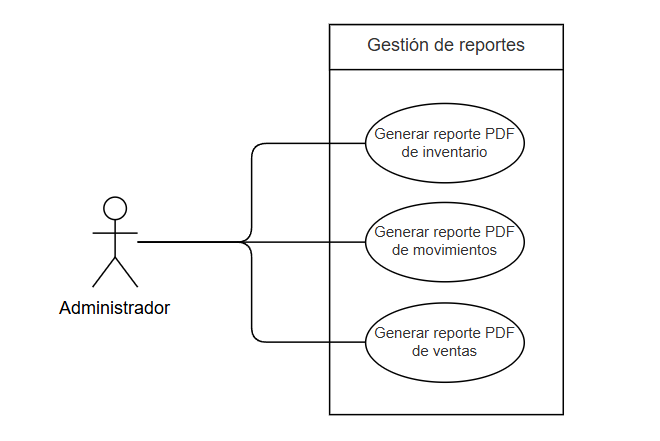 Gestión de reportes
Generar reporte PDF
de inventario
Generar reporte PDF
de movimientos
Administrador
Generar reporte PDF
de ventas